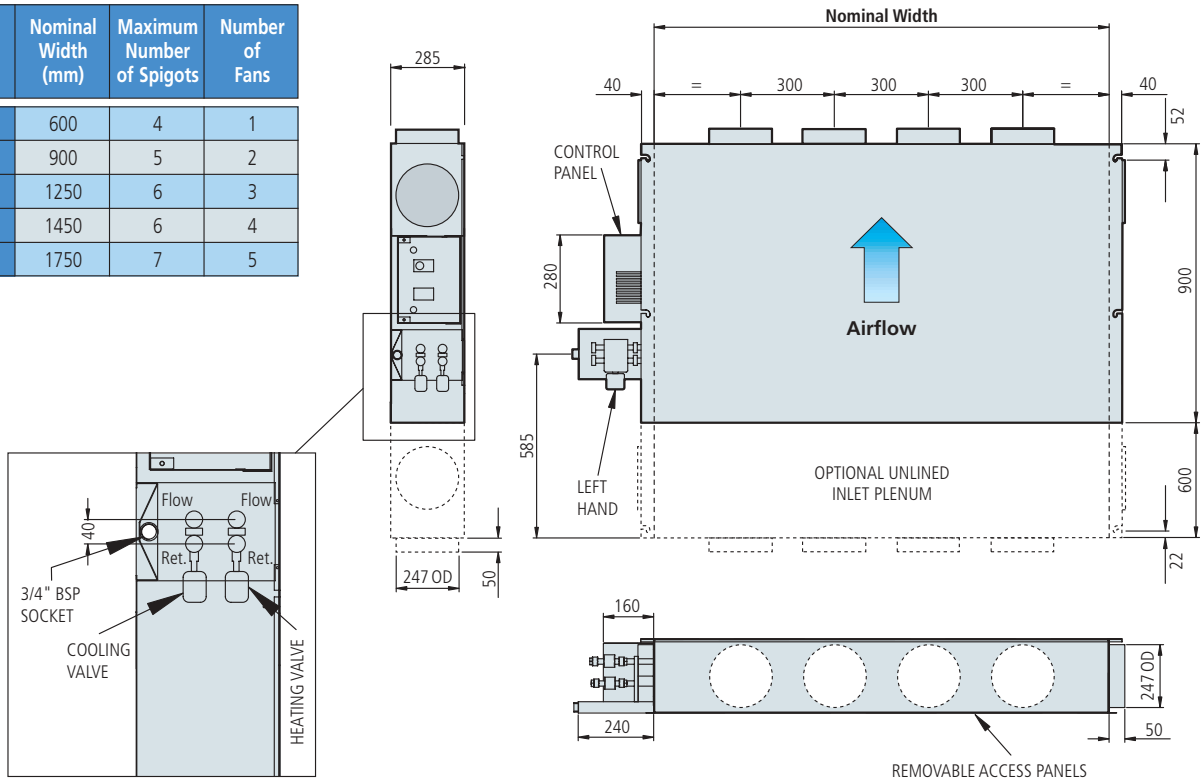 Nominal Width (mm)
Maximum Number of Spigots
Number of Fans
600 4 1
900 5 2
1250 6 3
1450 6 4
1750 7 5
285
Nominal Width
40 = 300 300 300 = 40
52
CONTROL
PANEL
280
900
Airflow
585
LEFT
HAND
OPTIONAL UNLINED
INLET PLENUM
600
22
247 OD
50
Flow Flow
40
Ret. Ret.
3/4" BSP
SOCKET
COOLING
VALVE
HEATING VALVE
160
240
247 OD
50
REMOVABLE ACCESS PANELS